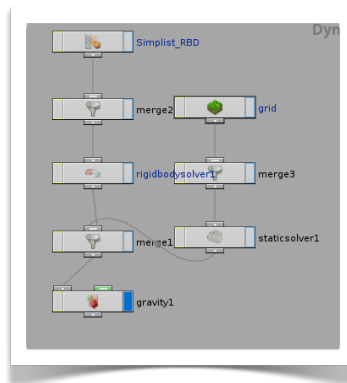 Dyn
Simplist_RBD
merge2
grid
rigidbodysolver1
merge3
merge1
staticsolver1
gravity1